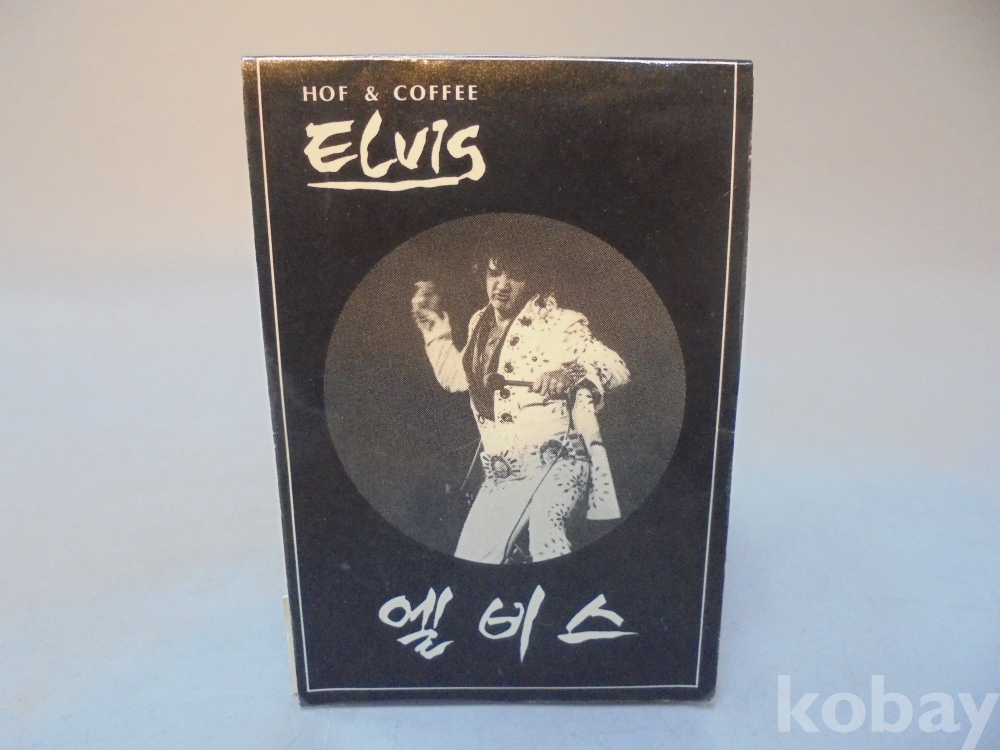 HOF & COFFEE
ELVIS
엘비스
kobay